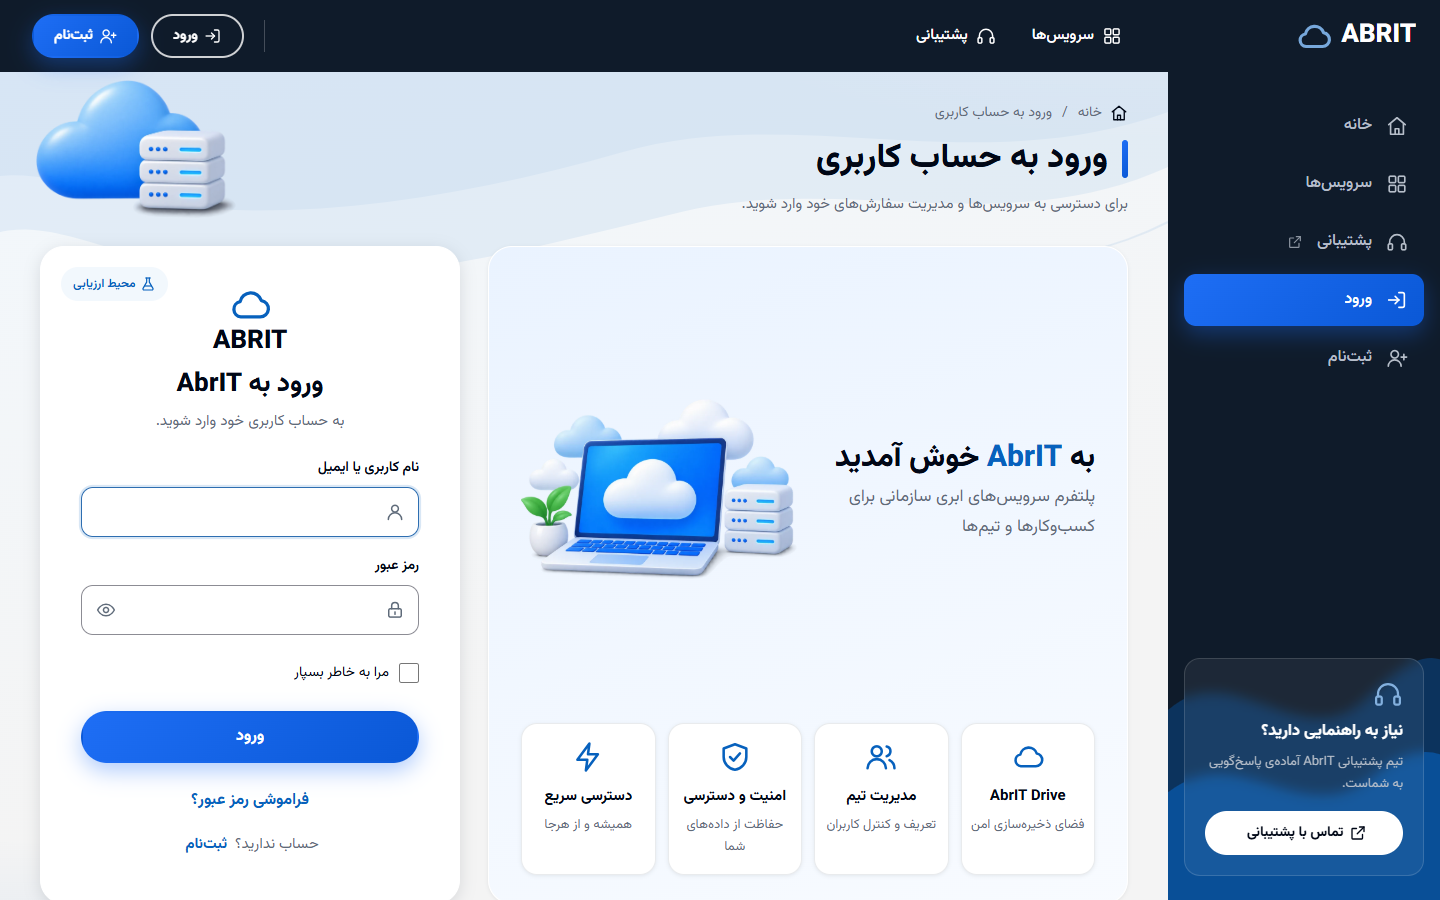 ABRIT
سرویس‌ها
پشتیبانی
ورود
ثبت‌نام
خانه
سرویس‌ها
پشتیبانی
ورود
ثبت‌نام
نیاز به راهنمایی دارید؟
تیم پشتیبانی AbrIT آماده‌ی پاسخ‌گویی
به شماست.
تماس با پشتیبانی
خانه / ورود به حساب کاربری
ورود به حساب کاربری
برای دسترسی به سرویس‌ها و مدیریت سفارش‌های خود وارد شوید.
به AbrIT خوش آمدید
پلتفرم سرویس‌های ابری سازمانی برای
کسب‌وکارها و تیم‌ها
AbrIT Drive
فضای ذخیره‌سازی امن
مدیریت تیم
تعریف و کنترل کاربران
امنیت و دسترسی
حفاظت از داده‌های
شما
دسترسی سریع
همیشه و از هرجا
محیط ارزیابی
ABRIT
ورود به AbrIT
به حساب کاربری خود وارد شوید.
نام کاربری یا ایمیل
رمز عبور
مرا به خاطر بسپار
ورود
فراموشی رمز عبور؟
حساب ندارید؟ ثبت‌نام